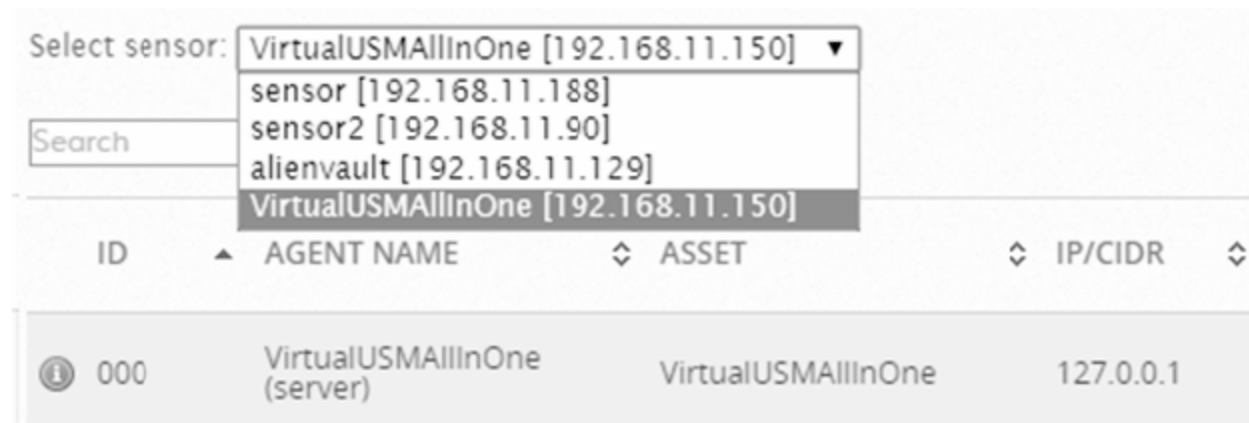 Select sensor: VirtualUSMAllInOne [192.168.11.150]
sensor [192.168.11.188]
Search
sensor2 [192.168.11.90]
alienvault [192.168.11.129]
VirtualUSMAllInOne [192.168.11.150]
ID AGENT NAME ASSET IP/CIDR
000 VirtualUSMAllInOne (server) VirtualUSMAllInOne 127.0.0.1